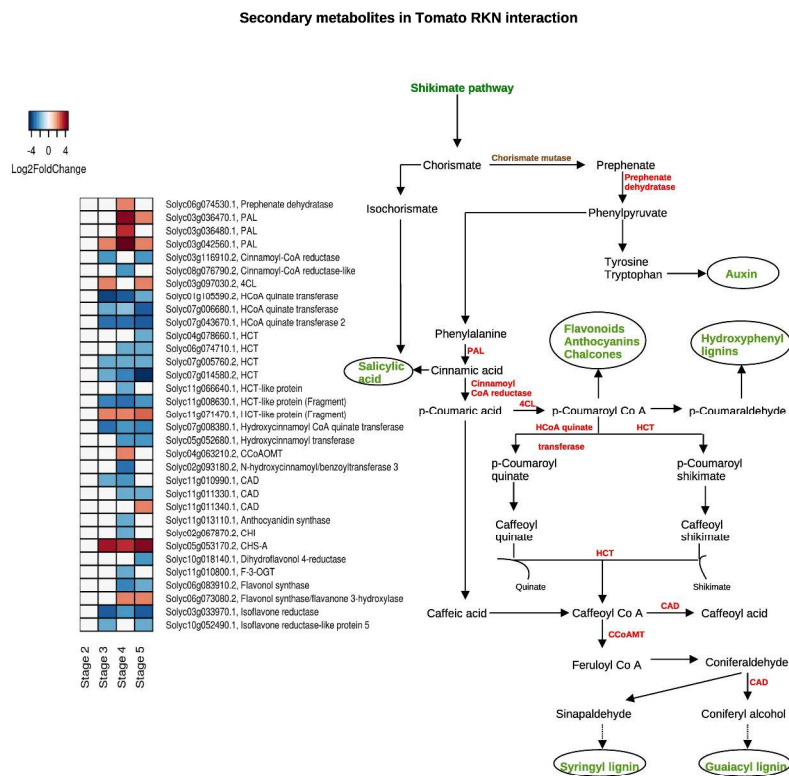 Secondary metabolites in Tomato RKN interaction
-4 0 4
Log2FoldChange
Solyc06g074530.1, Prephenate dehydratase
Solyc03g036470.1, PAL
Solyc03g036480.1, PAL
Solyc03g042560.1, PAL
Solyc03g116910.2, Cinnamoyl-CoA reductase
Solyc08g076790.2, Cinnamoyl-CoA reductase-like
Solyc03g097030.2, 4CL
Solyc01g105590.2, HCoA quinate transferase
Solyc07g006680.1, HCoA quinate transferase
Solyc07g043670.1, HCoA quinate transferase 2
Solyc04g078660.1, HCT
Solyc06g074710.1, HCT
Solyc07g005760.2, HCT
Solyc07g014580.2, HCT
Solyc11g066640.1, HCT-like protein
Solyc11g008630.1, HCT-like protein (Fragment)
Solyc11g071470.1, HCT-like protein (Fragment)
Solyc07g008380.1, Hydroxycinnamoyl CoA quinate transferase
Solyc05g052680.1, Hydroxycinnamoyl transferase
Solyc04g063210.2, CCoAOMT
Solyc02g093180.2, N-hydroxycinnamoyl/benzoyltransferase 3
Solyc11g010990.1, CAD
Solyc11g011330.1, CAD
Solyc11g011340.1, CAD
Solyc11g013110.1, Anthocyanidin synthase
Solyc02g067870.2, CHI
Solyc05g053170.2, CHS-A
Solyc10g018140.1, Dihydroflavonol 4-reductase
Solyc11g010800.1, F-3-OGT
Solyc06g083910.2, Flavonol synthase
Solyc06g073080.2, Flavonol synthase/flavanone 3-hydroxylase
Solyc03g033970.1, Isoflavone reductase
Solyc10g052490.1, Isoflavone reductase-like protein 5
Stage 2
Stage 3
Stage 4
Stage 5
Shikimate pathway
Chorismate
Chorismate mutase
Prephenate
Prephenate
dehydratase
Isochorismate
Phenylpyruvate
Tyrosine
Tryptophan
Auxin
Phenylalanine
PAL
Salicylic
acid
Cinnamic acid
Cinnamoyl
CoA reductase
Flavonoids
Anthocyanins
Chalcones
Hydroxyphenyl
lignins
p-Coumaric acid
4CL
p-Coumaroyl Co A
p-Coumaraldehyde
HCoA quinate
transferase
HCT
p-Coumaroyl
quinate
p-Coumaroyl
shikimate
Caffeoyl
quinate
Caffeoyl
shikimate
HCT
Quinate
Shikimate
Caffeic acid
Caffeoyl Co A
CAD
Caffeoyl acid
CCoAMT
Feruloyl Co A
Coniferaldehyde
CAD
Sinapaldehyde
Coniferyl alcohol
Syringyl lignin
Guaiacyl lignin